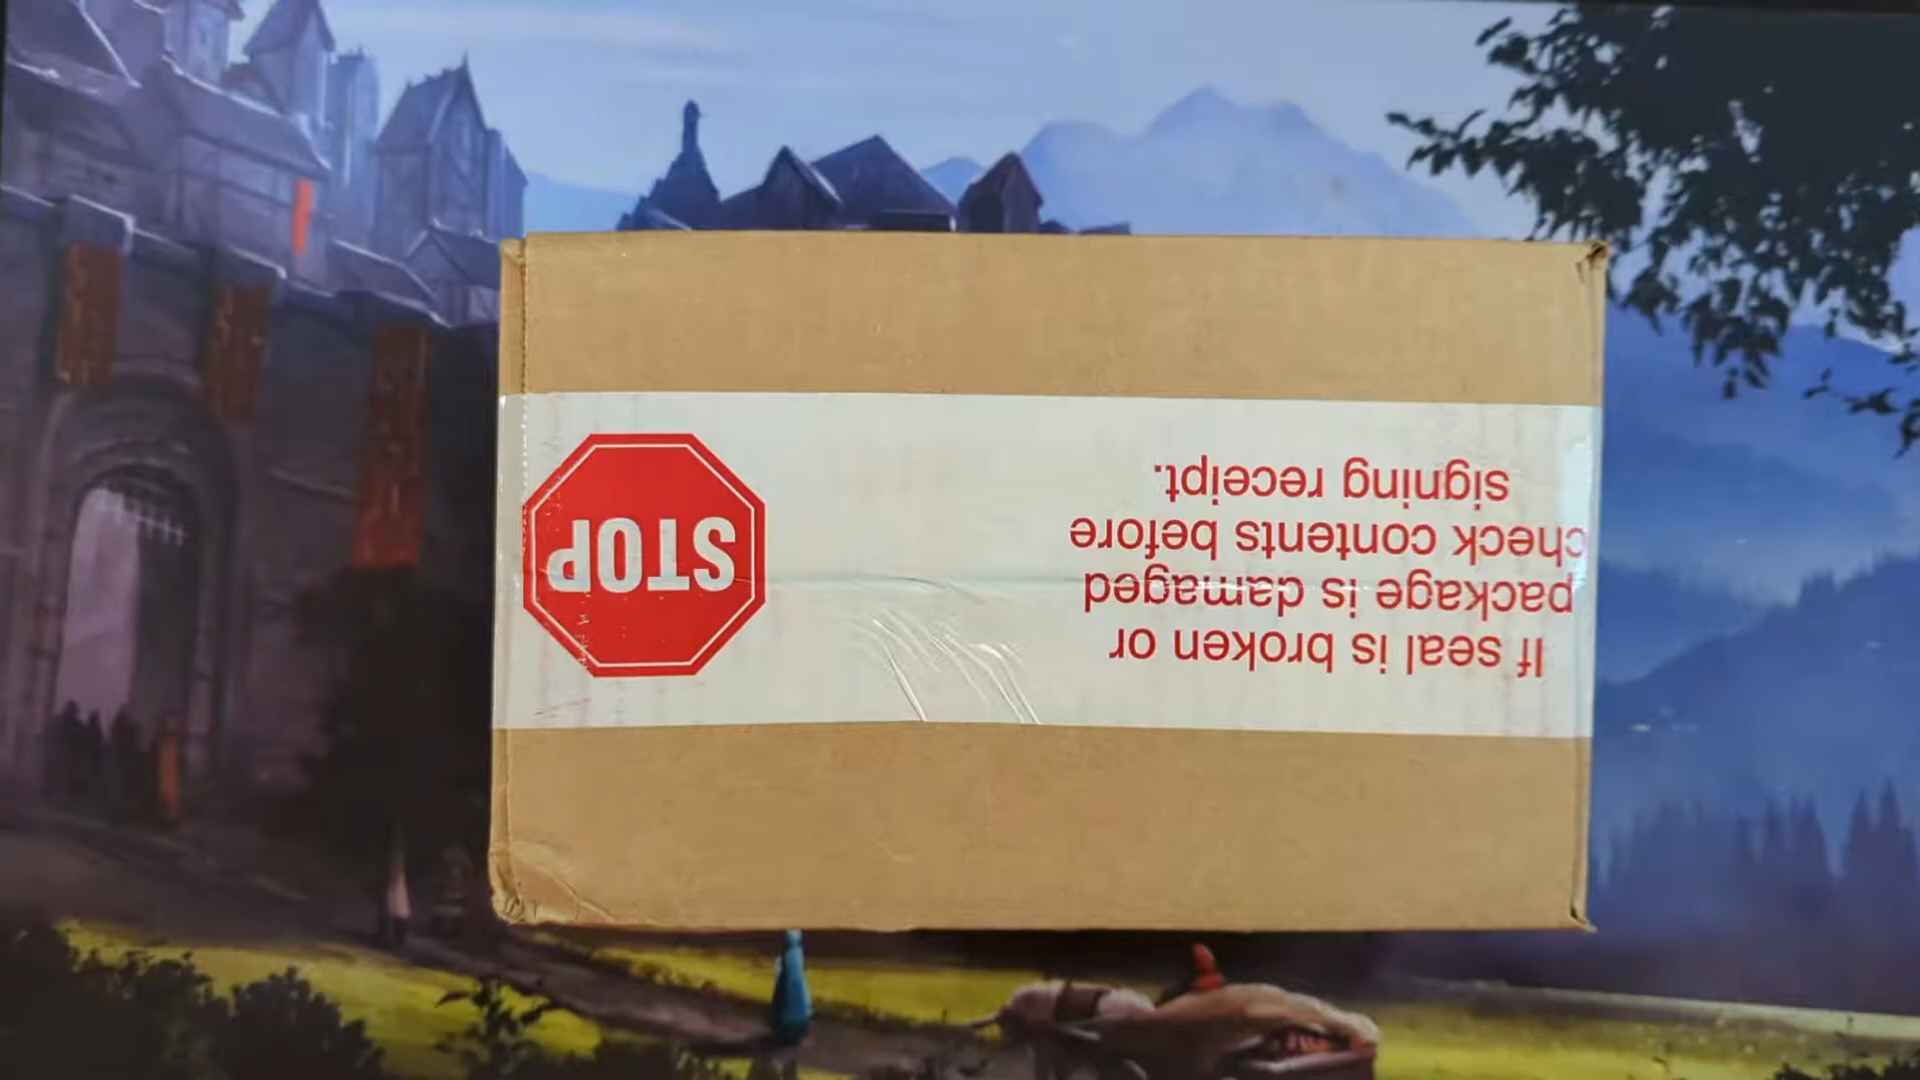 STOP
If seal is broken or
package is damaged
check contents before
signing receipt.